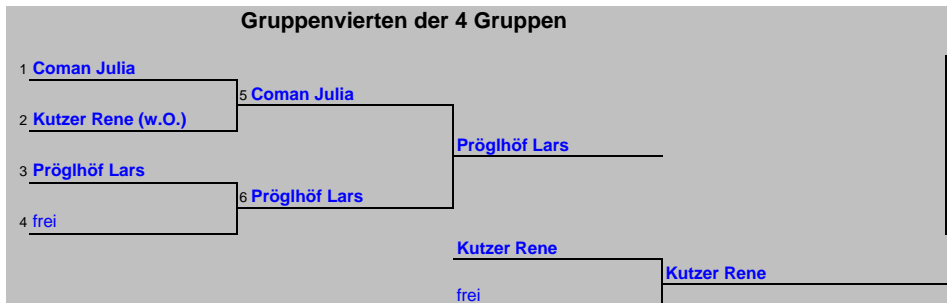 Gruppenvierten der 4 Gruppen
1 Coman Julia
5 Coman Julia
2 Kutzer Rene (w.O.)
Pröglhöf Lars
3 Pröglhöf Lars
6 Pröglhöf Lars
4 frei
Kutzer Rene
Kutzer Rene
frei